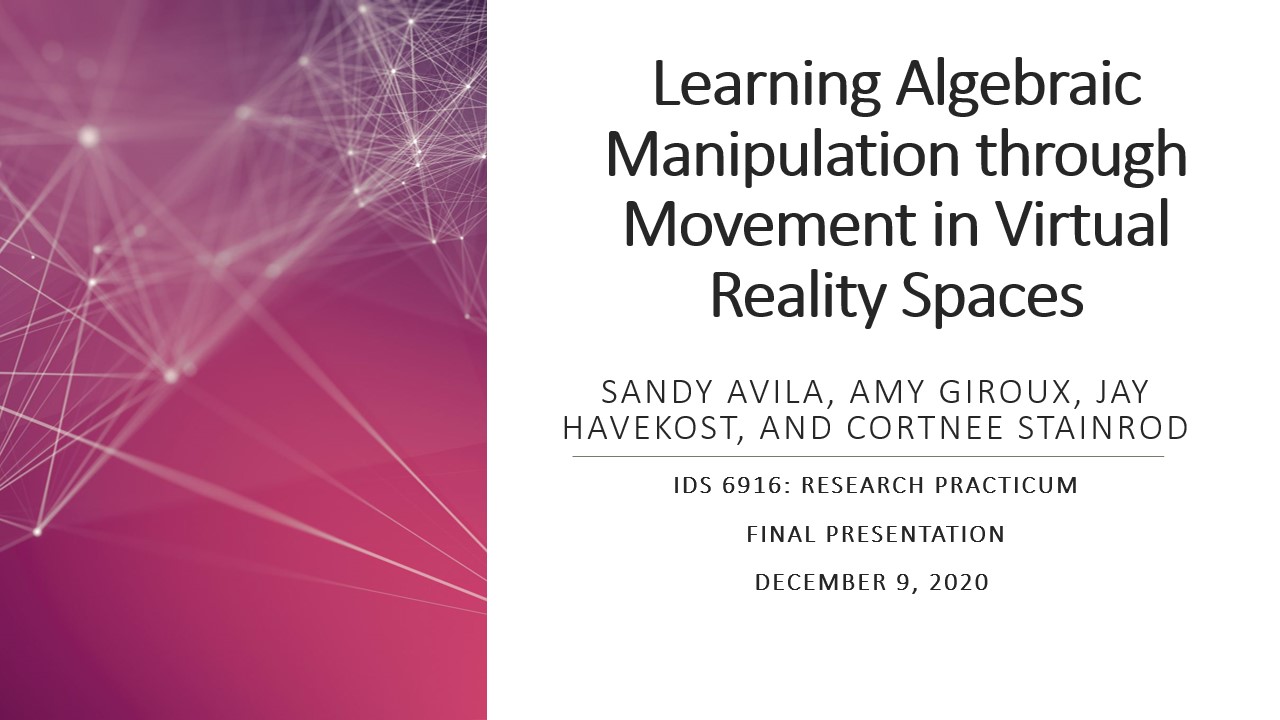 Learning Algebraic
Manipulation through
Movement in Virtual
Reality Spaces
SANDY AVILA, AMY GIROUX, JAY
HAVEKOST, AND CORTNEE STAINROD
IDS 6916: RESEARCH PRACTICUM
FINAL PRESENTATION
DECEMBER 9, 2020